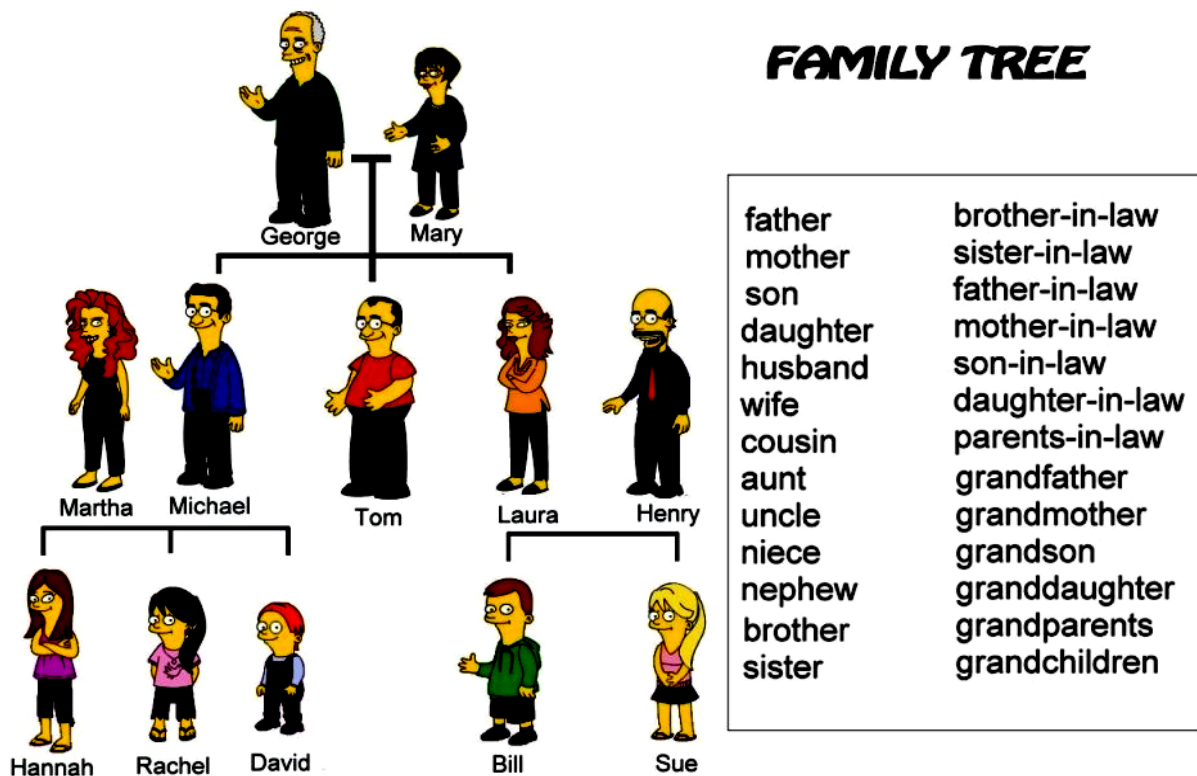 FAMILY TREE
George
Mary
Martha
Michael
Tom
Laura
Henry
Hannah
Rachel
David
Bill
Sue
father
mother
son
daughter
husband
wife
cousin
aunt
uncle
niece
nephew
brother
sister
brother-in-law
sister-in-law
father-in-law
mother-in-law
son-in-law
daughter-in-law
parents-in-law
grandfather
grandmother
grandson
granddaughter
grandparents
grandchildren